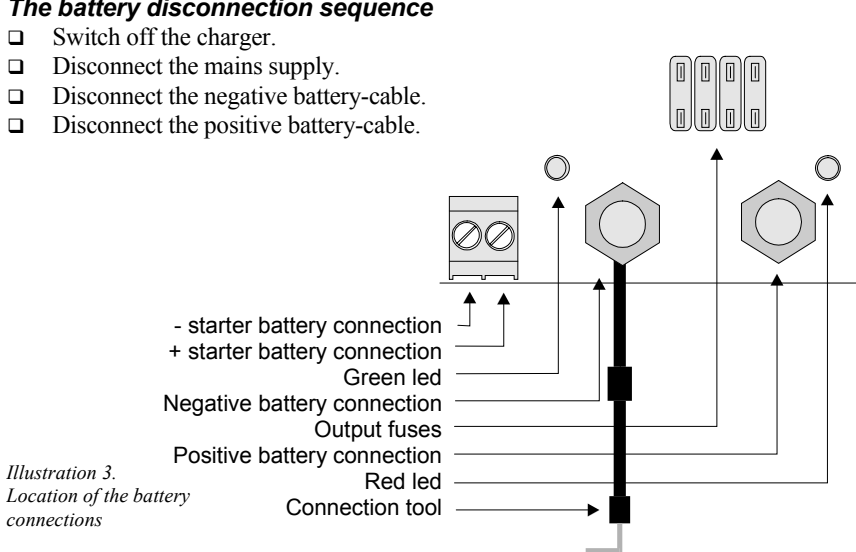 The battery disconnection sequence
❑ Switch off the charger.
❑ Disconnect the mains supply.
❑ Disconnect the negative battery-cable.
❑ Disconnect the positive battery-cable.
- starter battery connection
+ starter battery connection
Green led
Negative battery connection
Output fuses
Positive battery connection
Red led
Connection tool
Illustration 3.
Location of the battery
connections